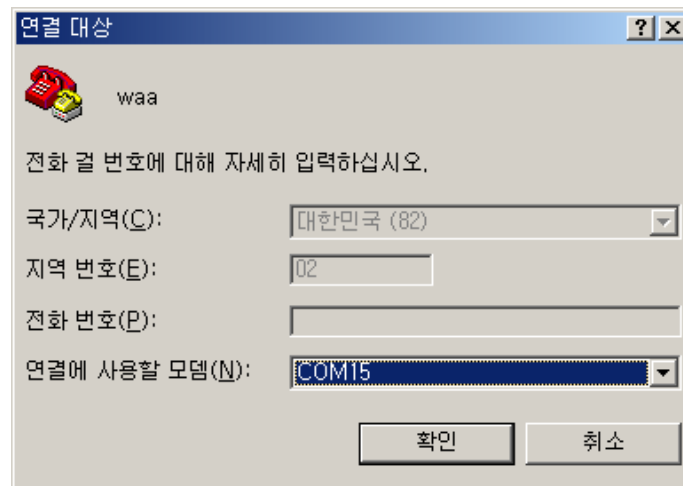 연결 대상
waa
전화 걸 번호에 대해 자세히 입력하십시오.
국가/지역(C): 대한민국 (82)
지역 번호(E): 02
전화 번호(P):
연결에 사용할 모뎀(N): COM15
확인 취소